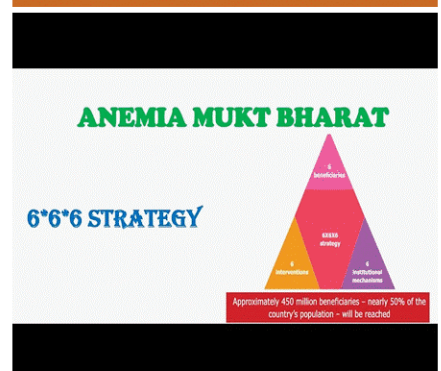 ANEMIA MUKT BHARAT
6*6*6 STRATEGY
6
beneficiaries
6X6X6
strategy
6
interventions
6
institutional
mechanisms
Approximately 450 million beneficiaries – nearly 50% of the
country's population – will be reached